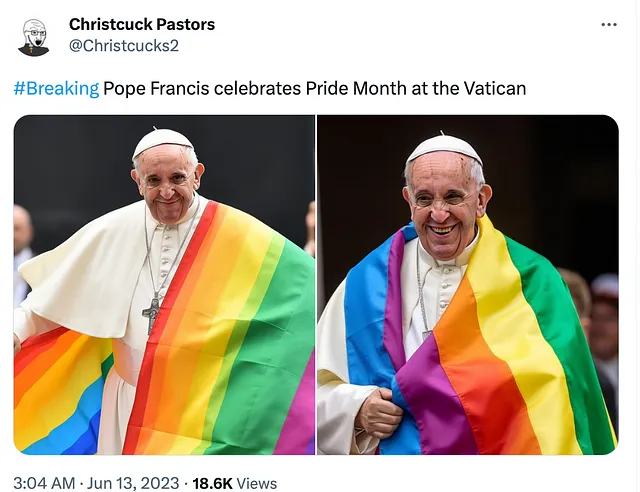 Christcuck Pastors
@Christcucks2
#Breaking Pope Francis celebrates Pride Month at the Vatican
3:04 AM · Jun 13, 2023 · 18.6K Views